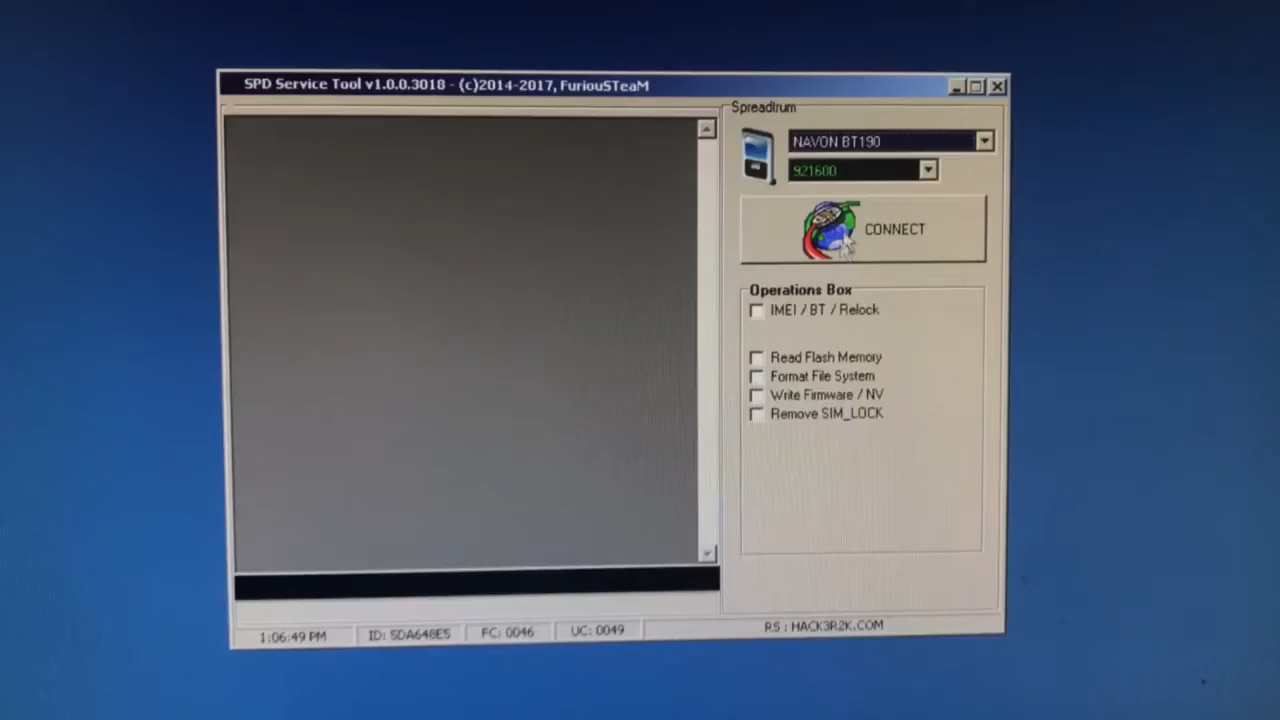 SPD Service Tool v1.0.0.3018 - (c)2014-2017, FuriouSTeaM
Spreadtrum
NAVON BT190
921600
CONNECT
Operations Box
IMEI / BT / Relock
Read Flash Memory
Format File System
Write Firmware / NV
Remove SIM_LOCK
1:06:49 PM
ID: 5DA648E5
FC: 0046
UC: 0049
RS : HACK3R2K.COM